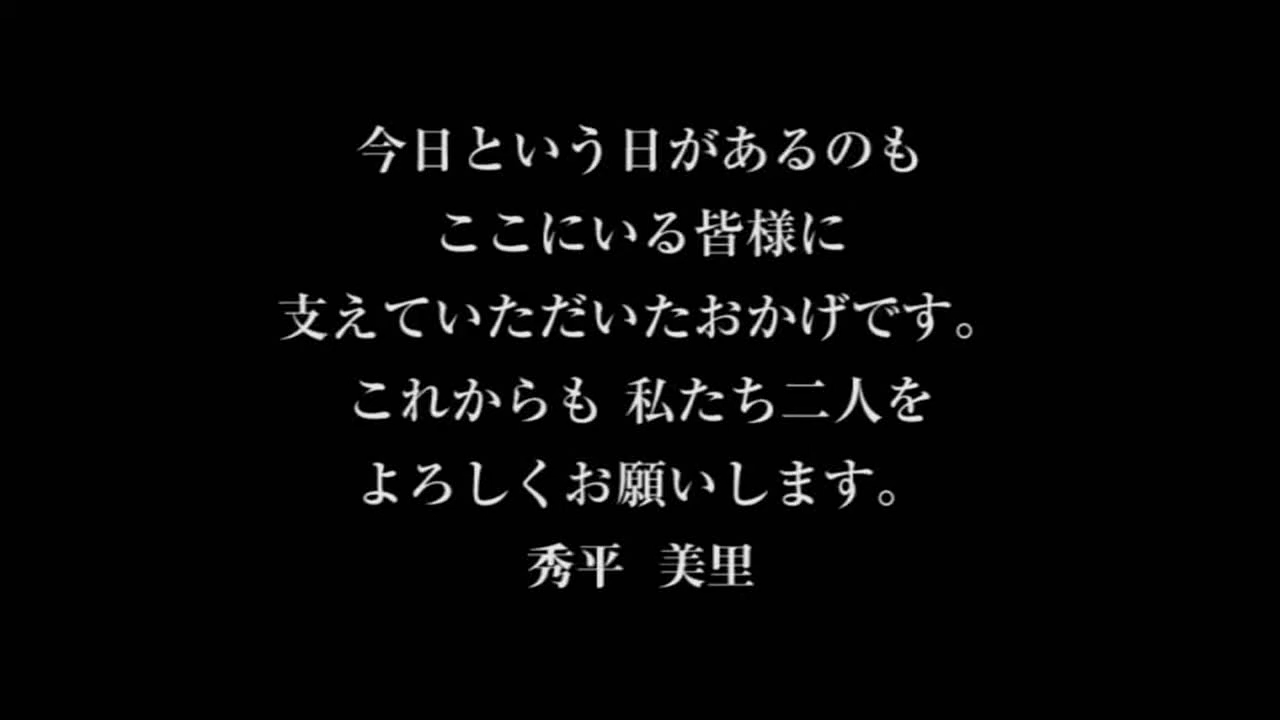 今日という日があるのも
ここにいる皆様に
支えていただいたおかげです。
これからも 私たち二人を
よろしくお願いします。
秀平 美里